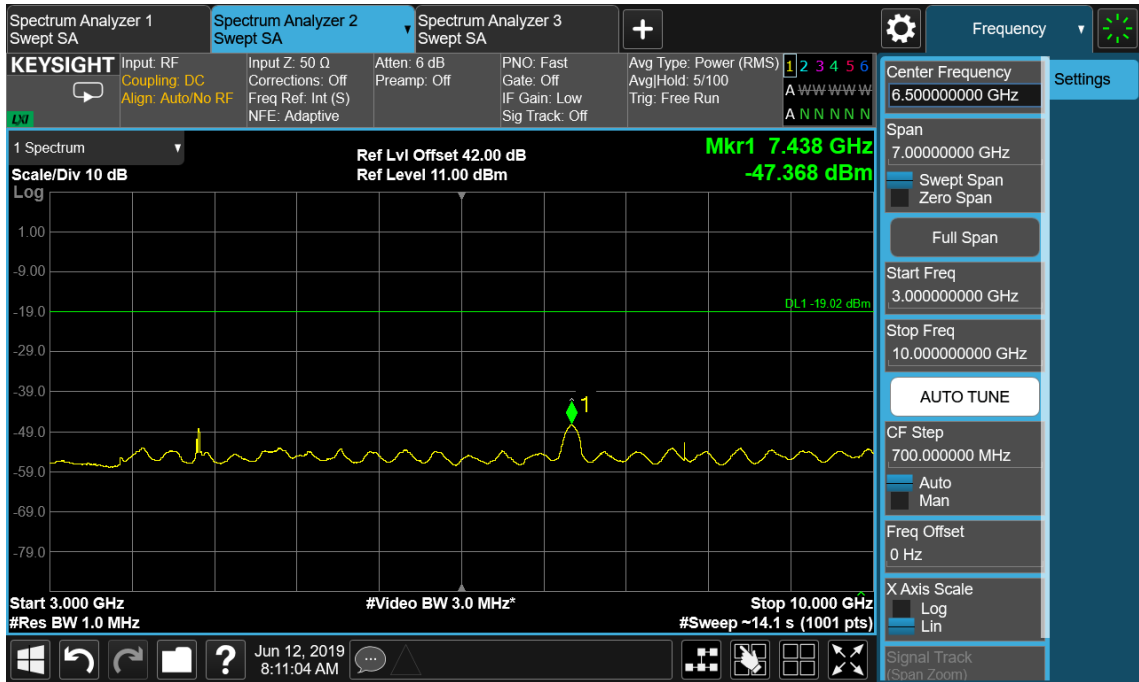 Spectrum Analyzer 1
Swept SA
Spectrum Analyzer 2
Swept SA
Spectrum Analyzer 3
Swept SA
Frequency
KEYSIGHT
LXI
Input: RF
Coupling: DC
Align: Auto/No RF
Input Z: 50 Ω
Corrections: Off
Freq Ref: Int (S)
NFE: Adaptive
Atten: 6 dB
Preamp: Off
PNO: Fast
Gate: Off
IF Gain: Low
Sig Track: Off
Avg Type: Power (RMS)
Avg|Hold: 5/100
Trig: Free Run
1 2 3 4 5 6
A W W W W W
A N N N N N
1 Spectrum
Scale/Div 10 dB
Log
Ref Lvl Offset 42.00 dB
Ref Level 11.00 dBm
Mkr1 7.438 GHz
-47.368 dBm
1.00
-9.00
-19.0
-29.0
-39.0
-49.0
-59.0
-69.0
-79.0
DL1 -19.02 dBm
1
Start 3.000 GHz
#Res BW 1.0 MHz
#Video BW 3.0 MHz*
Stop 10.000 GHz
#Sweep ~14.1 s (1001 pts)
Jun 12, 2019
8:11:04 AM
Center Frequency
6.500000000 GHz
Span
7.00000000 GHz
Swept Span
Zero Span
Full Span
Start Freq
3.000000000 GHz
Stop Freq
10.000000000 GHz
AUTO TUNE
CF Step
700.000000 MHz
Auto
Man
Freq Offset
0 Hz
X Axis Scale
Log
Lin
Signal Track
(Span Zoom)
Settings